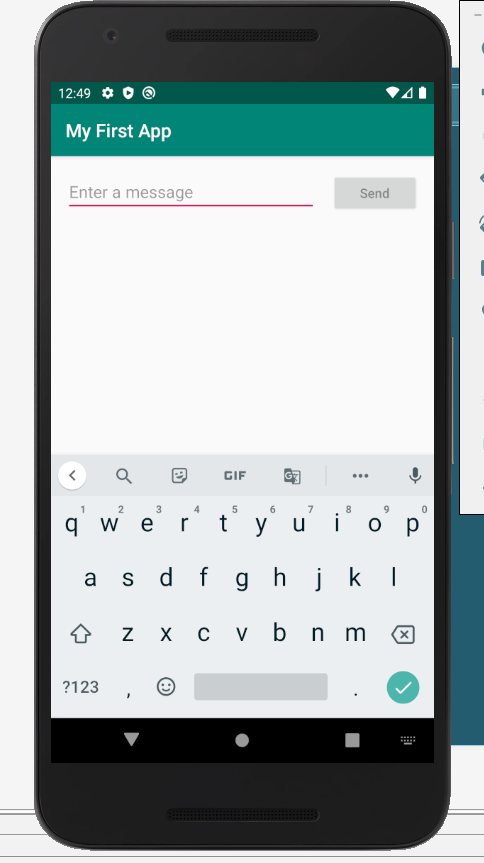 12:49
My First App
Enter a message
Send
GIF
1 2 3 4 5 6 7 8 9 0
q w e r t y u i o p
a s d f g h j k l
z x c v b n m
?123 , .